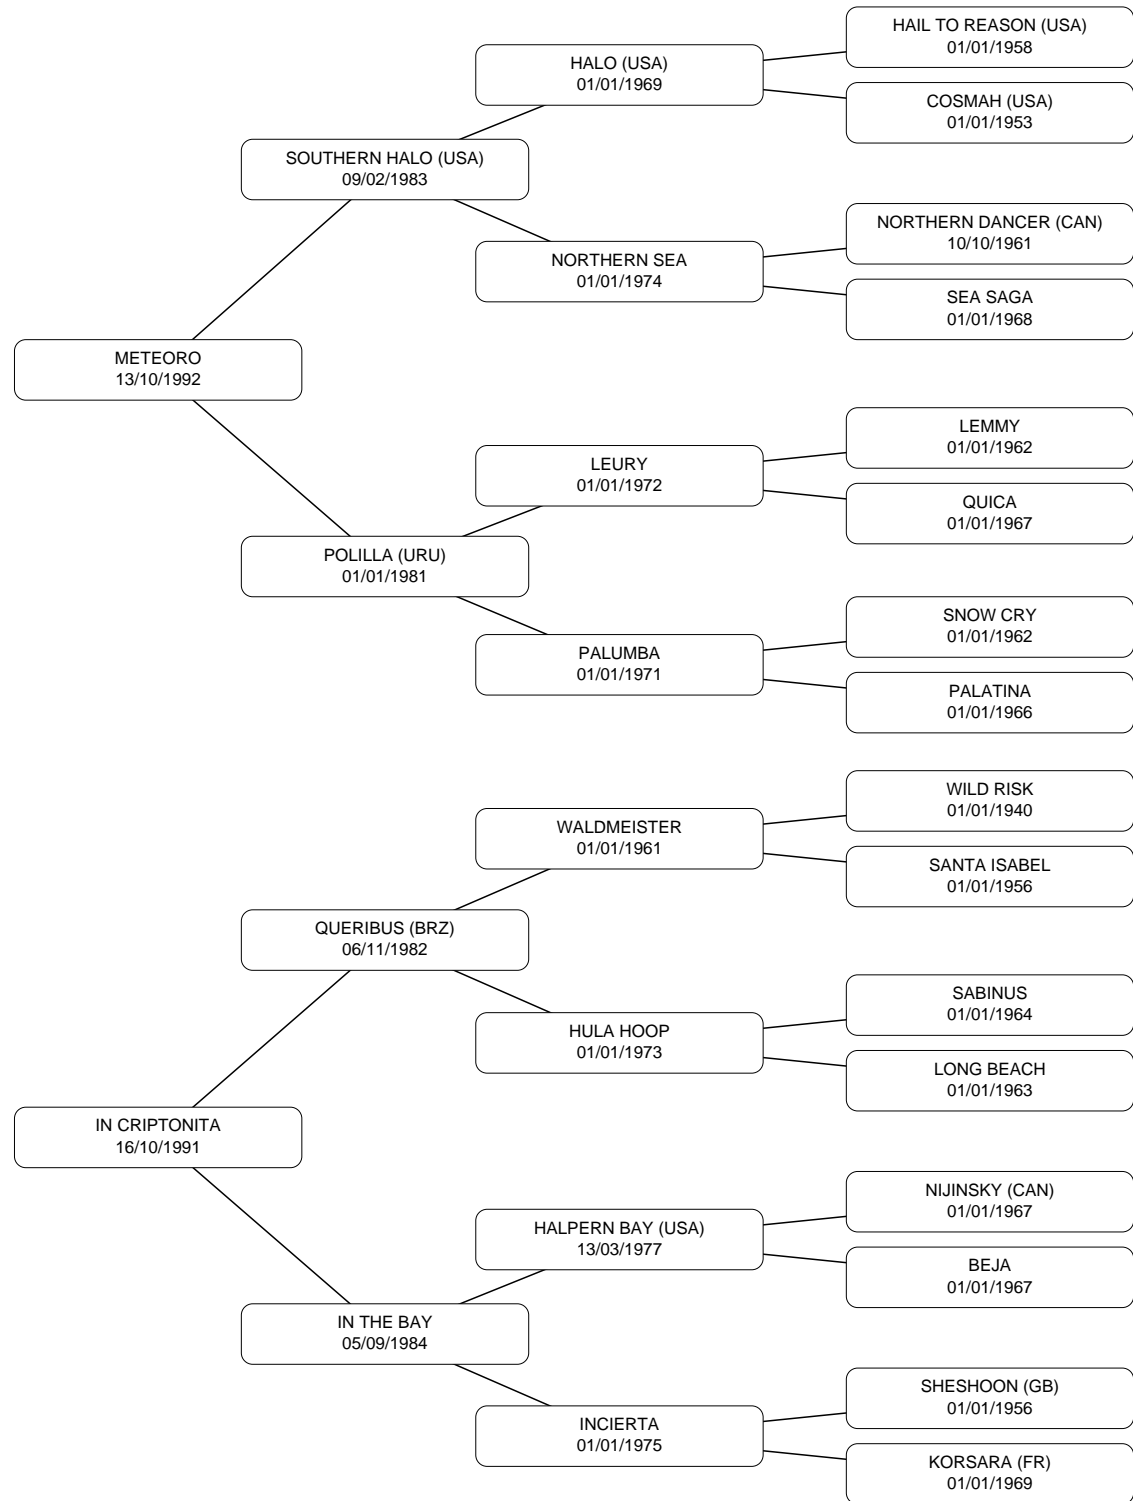 HAIL TO REASON (USA)
01/01/1958
HALO (USA)
01/01/1969
COSMAH (USA)
01/01/1953
SOUTHERN HALO (USA)
09/02/1983
NORTHERN DANCER (CAN)
10/10/1961
NORTHERN SEA
01/01/1974
SEA SAGA
01/01/1968
METEORO
13/10/1992
LEMMY
01/01/1962
LEURY
01/01/1972
QUICA
01/01/1967
POLILLA (URU)
01/01/1981
SNOW CRY
01/01/1962
PALUMBA
01/01/1971
PALATINA
01/01/1966
WILD RISK
01/01/1940
WALDMEISTER
01/01/1961
SANTA ISABEL
01/01/1956
QUERIBUS (BRZ)
06/11/1982
SABINUS
01/01/1964
HULA HOOP
01/01/1973
LONG BEACH
01/01/1963
IN CRIPTONITA
16/10/1991
NIJINSKY (CAN)
01/01/1967
HALPERN BAY (USA)
13/03/1977
BEJA
01/01/1967
IN THE BAY
05/09/1984
SHESHOON (GB)
01/01/1956
INCIERTA
01/01/1975
KORSARA (FR)
01/01/1969